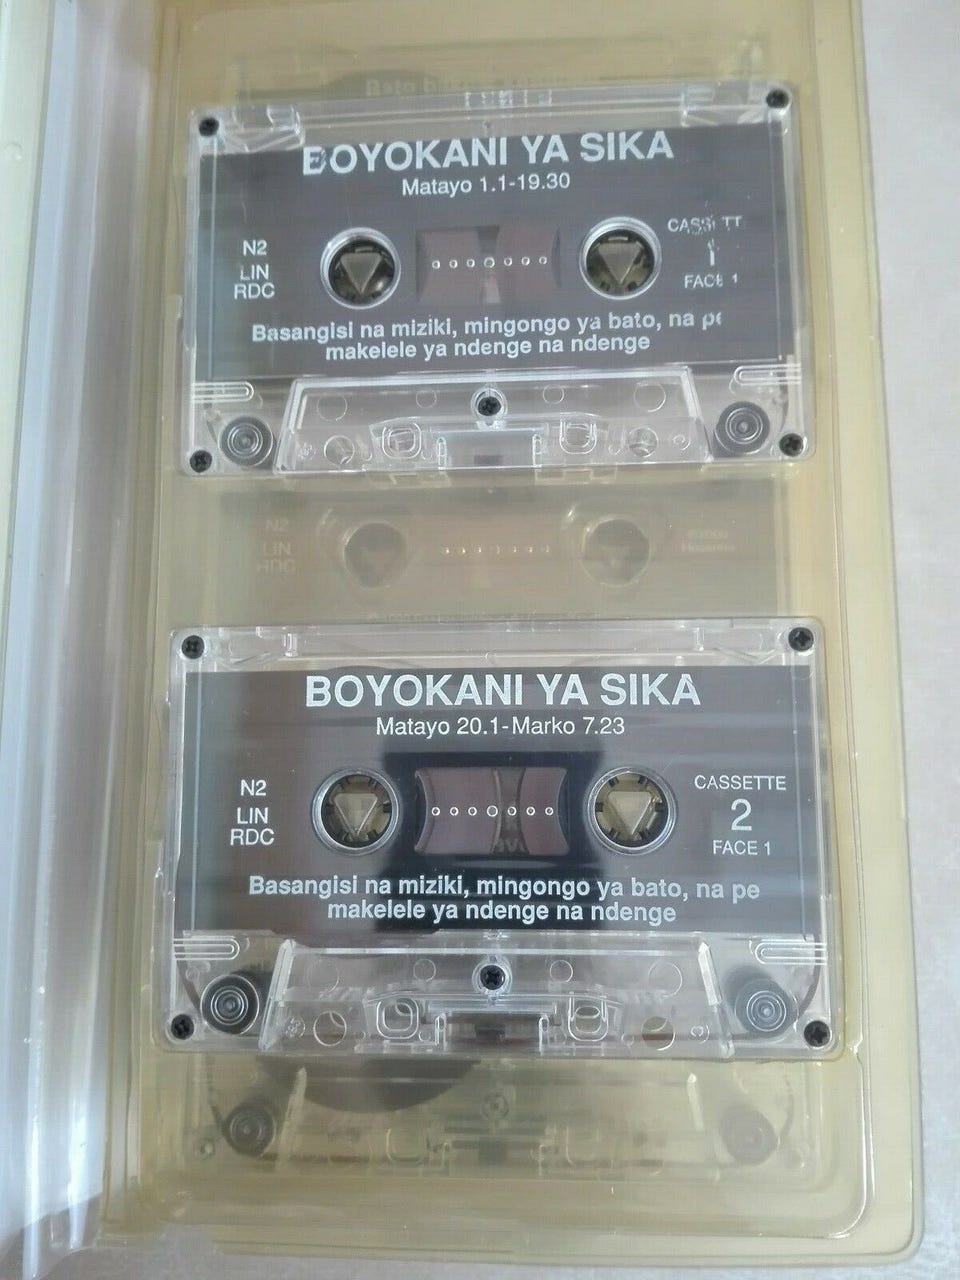 BOYOKANI YA SIKA
Matayo 1.1-19.30
N2
LIN
RDC
CASSETTE
1
FACE 1
Basangisi na miziki, mingongo ya bato, na pe
makelele ya ndenge na ndenge
N2
LIN
RDC
BOYOKANI YA SIKA
Matayo 20.1-Marko 7.23
N2
LIN
RDC
CASSETTE
2
FACE 1
Basangisi na miziki, mingongo ya bato, na pe
makelele ya ndenge na ndenge